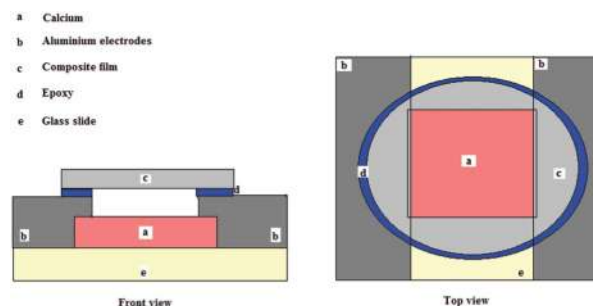 a Calcium
b Aluminium electrodes
c Composite film
d Epoxy
e Glass slide
c
d
b
a
b
e
Front view
b
b
a
d
c
e
Top view